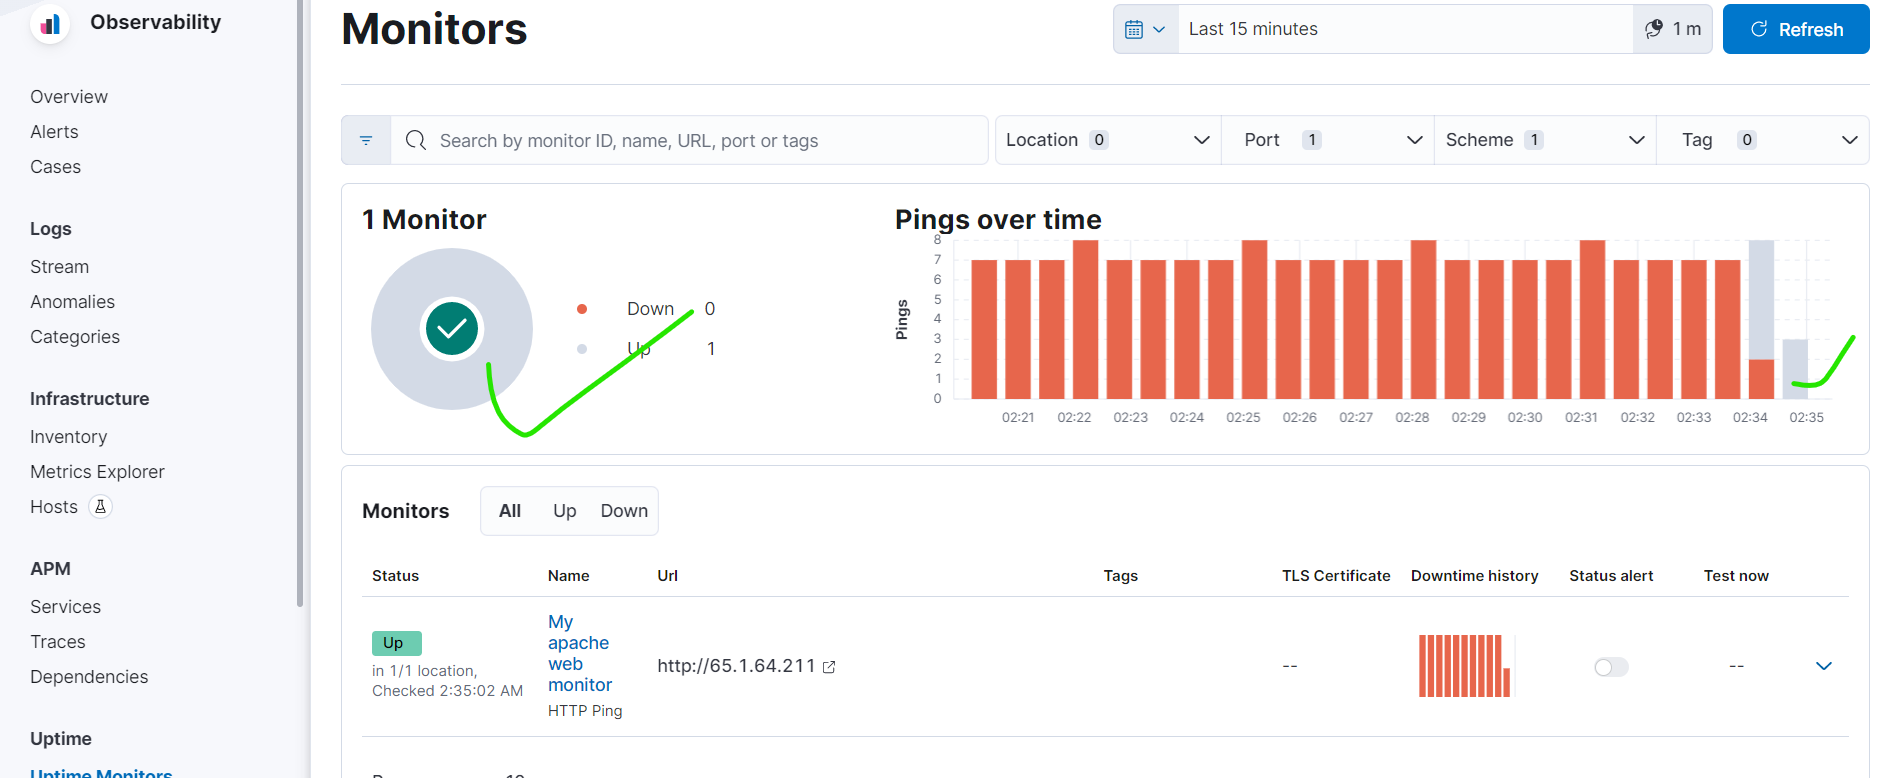 Observability
Overview
Alerts
Cases
Logs
Stream
Anomalies
Categories
Infrastructure
Inventory
Metrics Explorer
Hosts
APM
Services
Traces
Dependencies
Uptime
Uptime Monitors
Monitors
Last 15 minutes
1 m
Refresh
Search by monitor ID, name, URL, port or tags
Location 0
Port 1
Scheme 1
Tag 0
1 Monitor
Down 0
Up 1
Pings over time
Pings
8
7
6
5
4
3
2
1
0
02:21 02:22 02:23 02:24 02:25 02:26 02:27 02:28 02:29 02:30 02:31 02:32 02:33 02:34 02:35
Monitors
All Up Down
Status Name Url Tags TLS Certificate Downtime history Status alert Test now
Up
in 1/1 location,
Checked 2:35:02 AM
My
apache
web
monitor
HTTP Ping
http://65.1.64.211
--
--